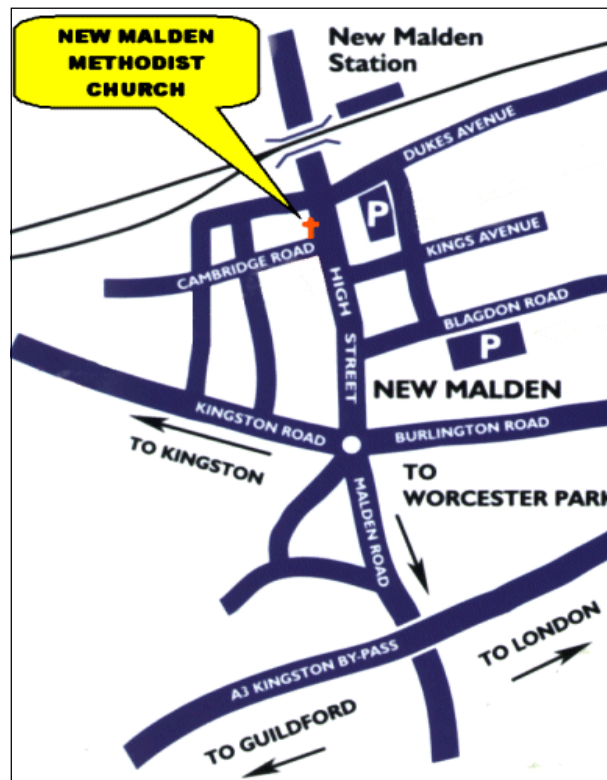 NEW MALDEN
METHODIST
CHURCH
New Malden
Station
DUKES AVENUE
P
KINGS AVENUE
CAMBRIDGE ROAD
HIGH STREET
BLAGDON ROAD
P
NEW MALDEN
KINGSTON ROAD
BURLINGTON ROAD
TO KINGSTON
TO
WORCESTER PARK
MALDEN ROAD
A3 KINGSTON BY-PASS
TO LONDON
TO GUILDFORD